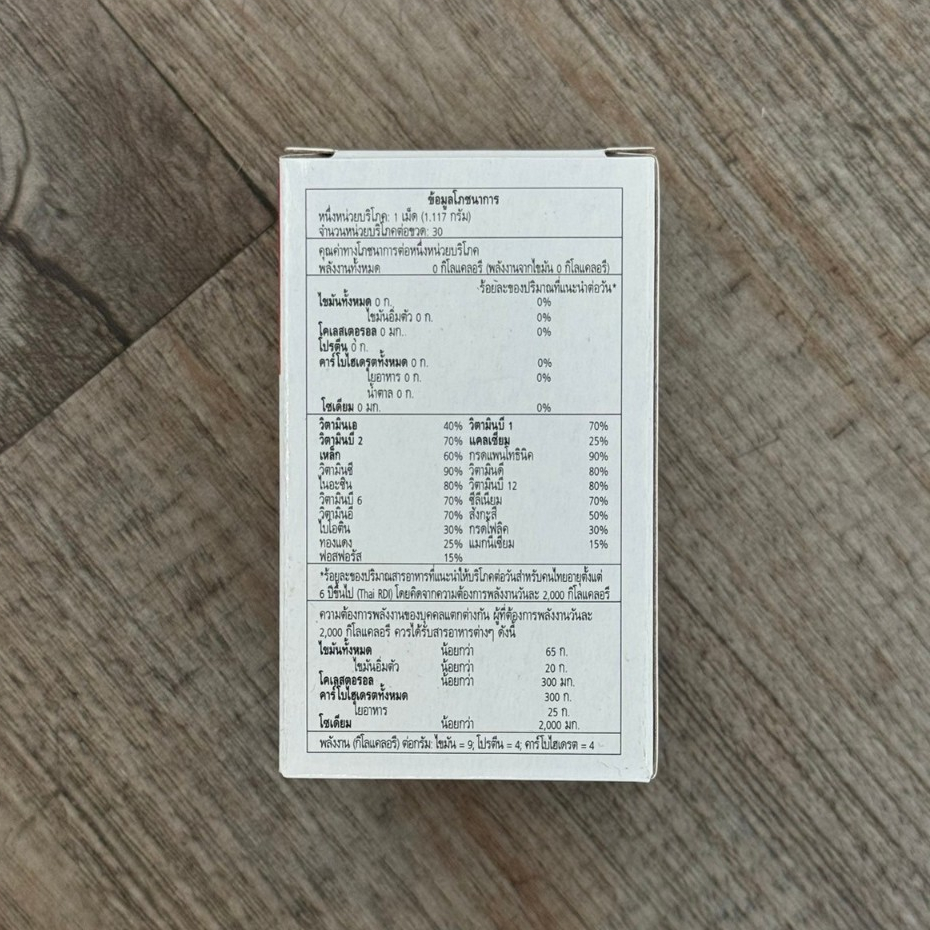 ข้อมูลโภชนาการ
หนึ่งหน่วยบริโภค: 1 เม็ด (1.117 กรัม)
จำนวนหน่วยบริโภคต่อขวด: 30
คุณค่าทางโภชนาการต่อหนึ่งหน่วยบริโภค
พลังงานทั้งหมด 0 กิโลแคลอรี (พลังงานจากไขมัน 0 กิโลแคลอรี)
ร้อยละของปริมาณที่แนะนำต่อวัน*
ไขมันทั้งหมด 0 ก. 0%
ไขมันอิ่มตัว 0 ก. 0%
โคเลสเตอรอล 0 มก. 0%
โปรตีน 0 ก.
คาร์โบไฮเดรตทั้งหมด 0 ก. 0%
ใยอาหาร 0 ก. 0%
น้ำตาล 0 ก.
โซเดียม 0 มก. 0%
วิตามินเอ 40% วิตามินบี 1 70%
วิตามินบี 2 70% แคลเซียม 25%
เหล็ก 60% กรดแพนโทธินิค 90%
วิตามินซี 90% วิตามินดี 80%
ไนอะซิน 80% วิตามินบี 12 80%
วิตามินบี 6 70% ซีลีเนียม 70%
วิตามินอี 70% สังกะสี 50%
ไบโอติน 30% กรดโฟลิค 30%
ทองแดง 25% แมกนีเซียม 15%
ฟอสฟอรัส 15%
*ร้อยละของปริมาณสารอาหารที่แนะนำให้บริโภคต่อวันสำหรับคนไทยอายุตั้งแต่
6 ปีขึ้นไป (Thai RDI) โดยคิดจากความต้องการพลังงานวันละ 2,000 กิโลแคลอรี
ความต้องการพลังงานของบุคคลแตกต่างกัน ผู้ที่ต้องการพลังงานวันละ
2,000 กิโลแคลอรี ควรได้รับสารอาหารต่างๆ ดังนี้
ไขมันทั้งหมด น้อยกว่า 65 ก.
ไขมันอิ่มตัว น้อยกว่า 20 ก.
โคเลสตอรอล น้อยกว่า 300 มก.
คาร์โบไฮเดรตทั้งหมด 300 ก.
ใยอาหาร 25 ก.
โซเดียม น้อยกว่า 2,000 มก.
พลังงาน (กิโลแคลอรี) ต่อกรัม: ไขมัน = 9; โปรตีน = 4; คาร์โบไฮเดรต = 4